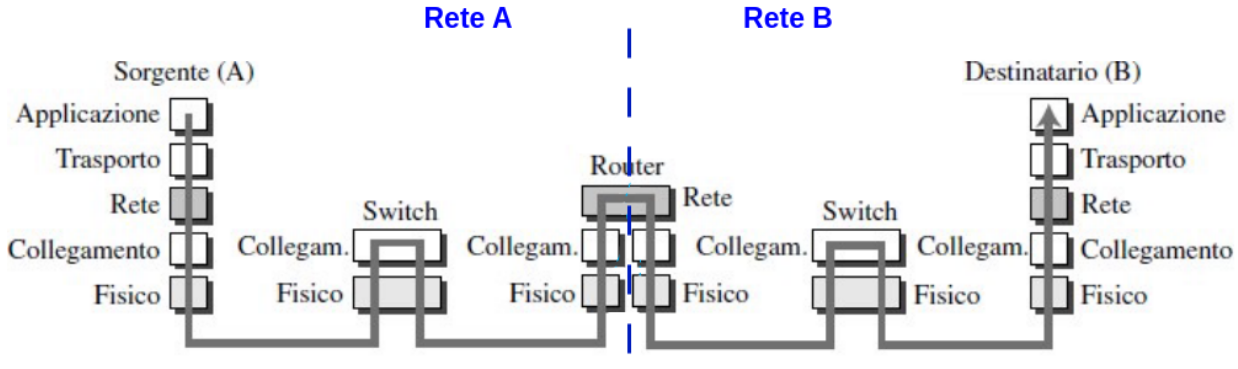 Rete A
Rete B
Sorgente (A)
Destinatario (B)
Applicazione
Applicazione
Trasporto
Trasporto
Router
Rete
Rete
Rete
Switch
Switch
Collegamento
Collegam.
Collegam.
Collegam.
Collegam.
Collegamento
Fisico
Fisico
Fisico
Fisico
Fisico
Fisico